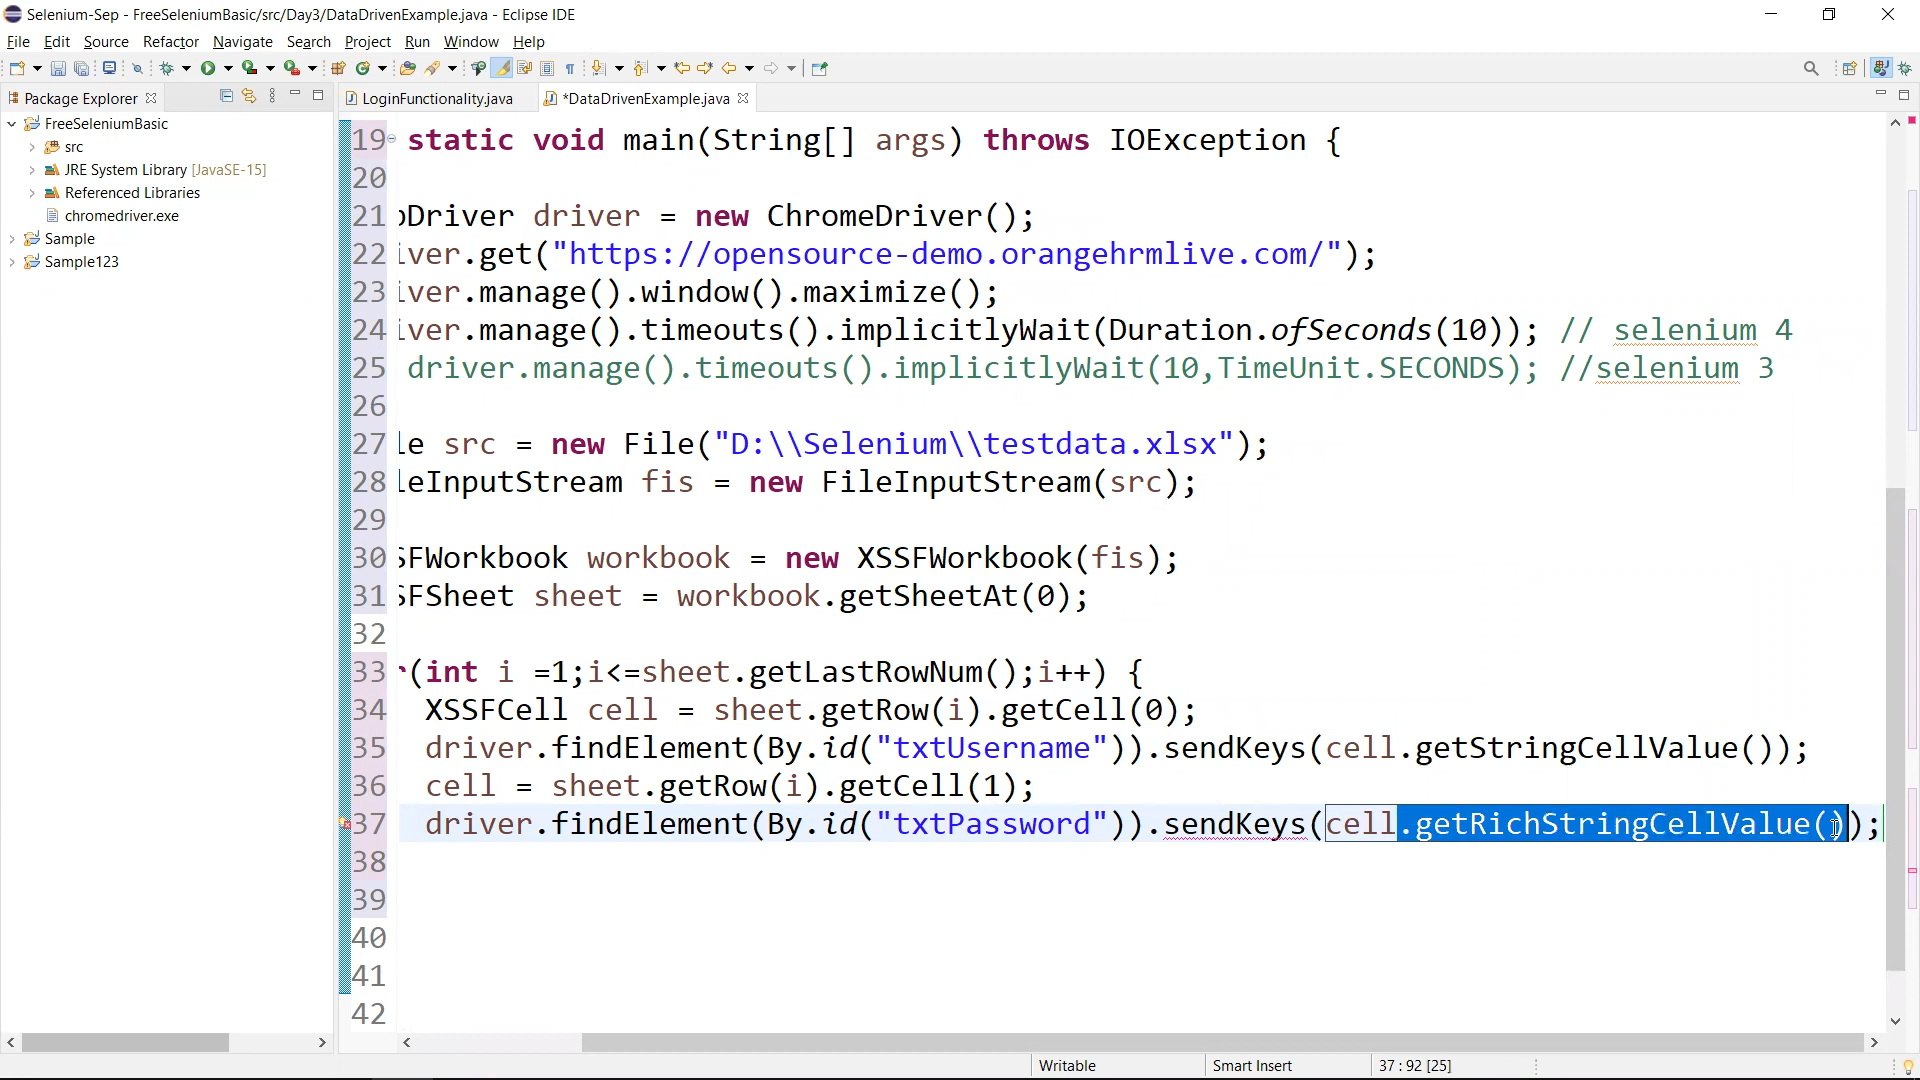 Selenium-Sep - FreeSeleniumBasic/src/Day3/DataDrivenExample.java - Eclipse IDE
File Edit Source Refactor Navigate Search Project Run Window Help
Package Explorer
LoginFunctionality.java *DataDrivenExample.java
FreeSeleniumBasic
src
JRE System Library [JavaSE-15]
Referenced Libraries
chromedriver.exe
Sample
Sample123
19 static void main(String[] args) throws IOException {
20
21 Driver driver = new ChromeDriver();
22 iver.get("https://opensource-demo.orangehrmlive.com/");
23 iver.manage().window().maximize();
24 iver.manage().timeouts().implicitlyWait(Duration.ofSeconds(10)); // selenium 4
25 driver.manage().timeouts().implicitlyWait(10,TimeUnit.SECONDS); //selenium 3
26
27 le src = new File("D:\\Selenium\\testdata.xlsx");
28 leInputStream fis = new FileInputStream(src);
29
30 SFWorkbook workbook = new XSSFWorkbook(fis);
31 SFSheet sheet = workbook.getSheetAt(0);
32
33 r(int i =1;i<=sheet.getLastRowNum();i++) {
34 XSSFCell cell = sheet.getRow(i).getCell(0);
35 driver.findElement(By.id("txtUsername")).sendKeys(cell.getStringCellValue());
36 cell = sheet.getRow(i).getCell(1);
37 driver.findElement(By.id("txtPassword")).sendKeys(cell.getRichStringCellValue());
38
39
40
41
42
Writable Smart Insert 37 : 92 [25]